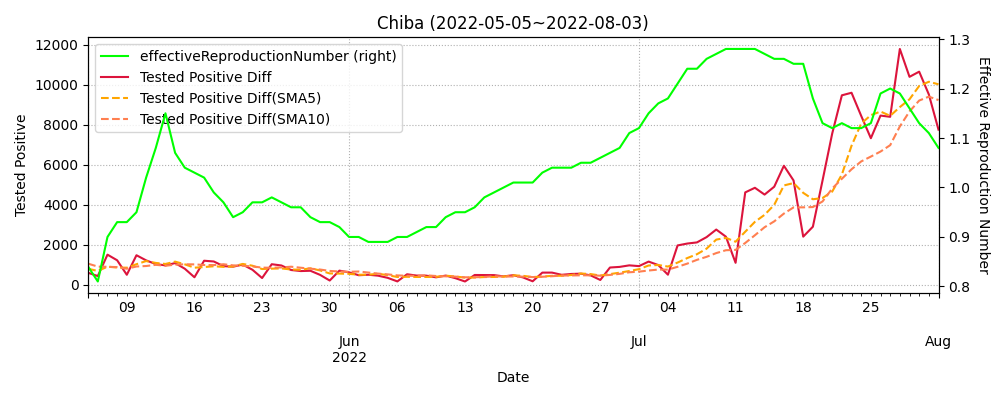 Chiba (2022-05-05~2022-08-03)
effectiveReproductionNumber (right)
Tested Positive Diff
Tested Positive Diff(SMA5)
Tested Positive Diff(SMA10)
Tested Positive
12000
10000
8000
6000
4000
2000
0
1.3
1.2
1.1
1.0
0.9
0.8
Effective Reproduction Number
09 16 23 30 06 13 20 27 04 11 18 25
Jun Jul Aug
2022
Date